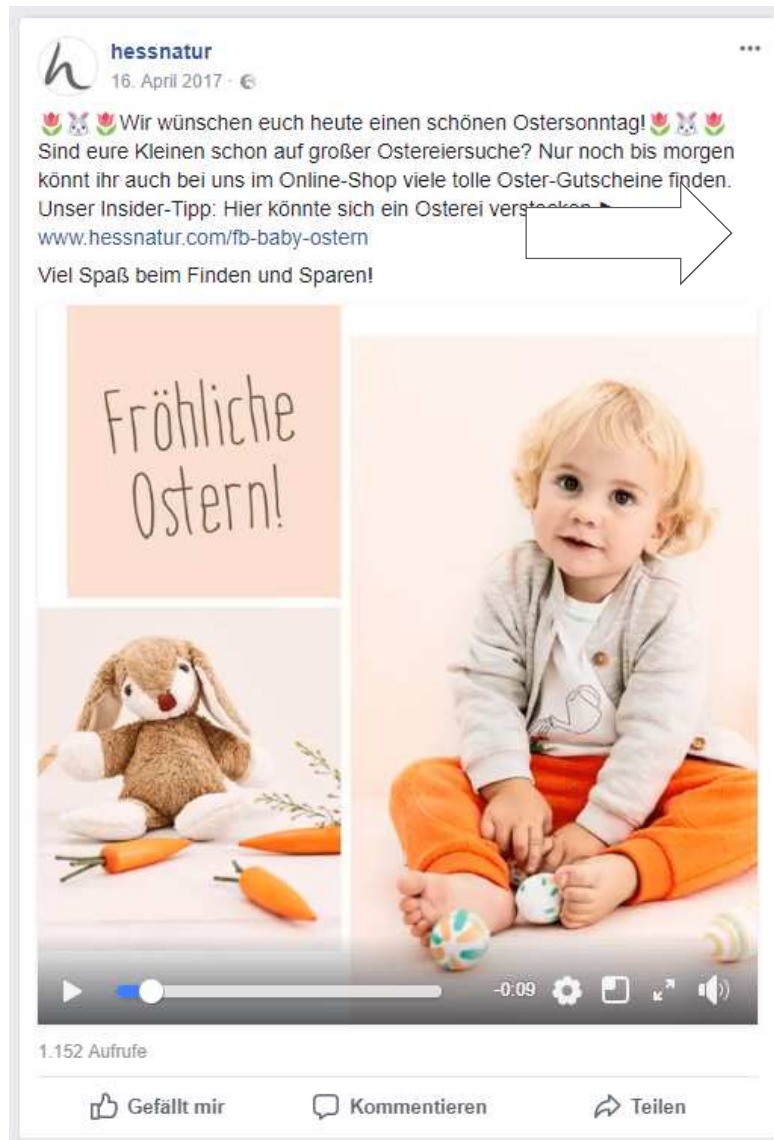 hessnatur
16. April 2017
Wir wünschen euch heute einen schönen Ostersonntag!
Sind eure Kleinen schon auf großer Ostereiersuche? Nur noch bis morgen
könnt ihr auch bei uns im Online-Shop viele tolle Oster-Gutscheine finden.
Unser Insider-Tipp: Hier könnte sich ein Osterei verstecken
www.hessnatur.com/fb-baby-ostern
Viel Spaß beim Finden und Sparen!
Fröhliche
Ostern!
-0:09
1.152 Aufrufe
Gefällt mir Kommentieren Teilen